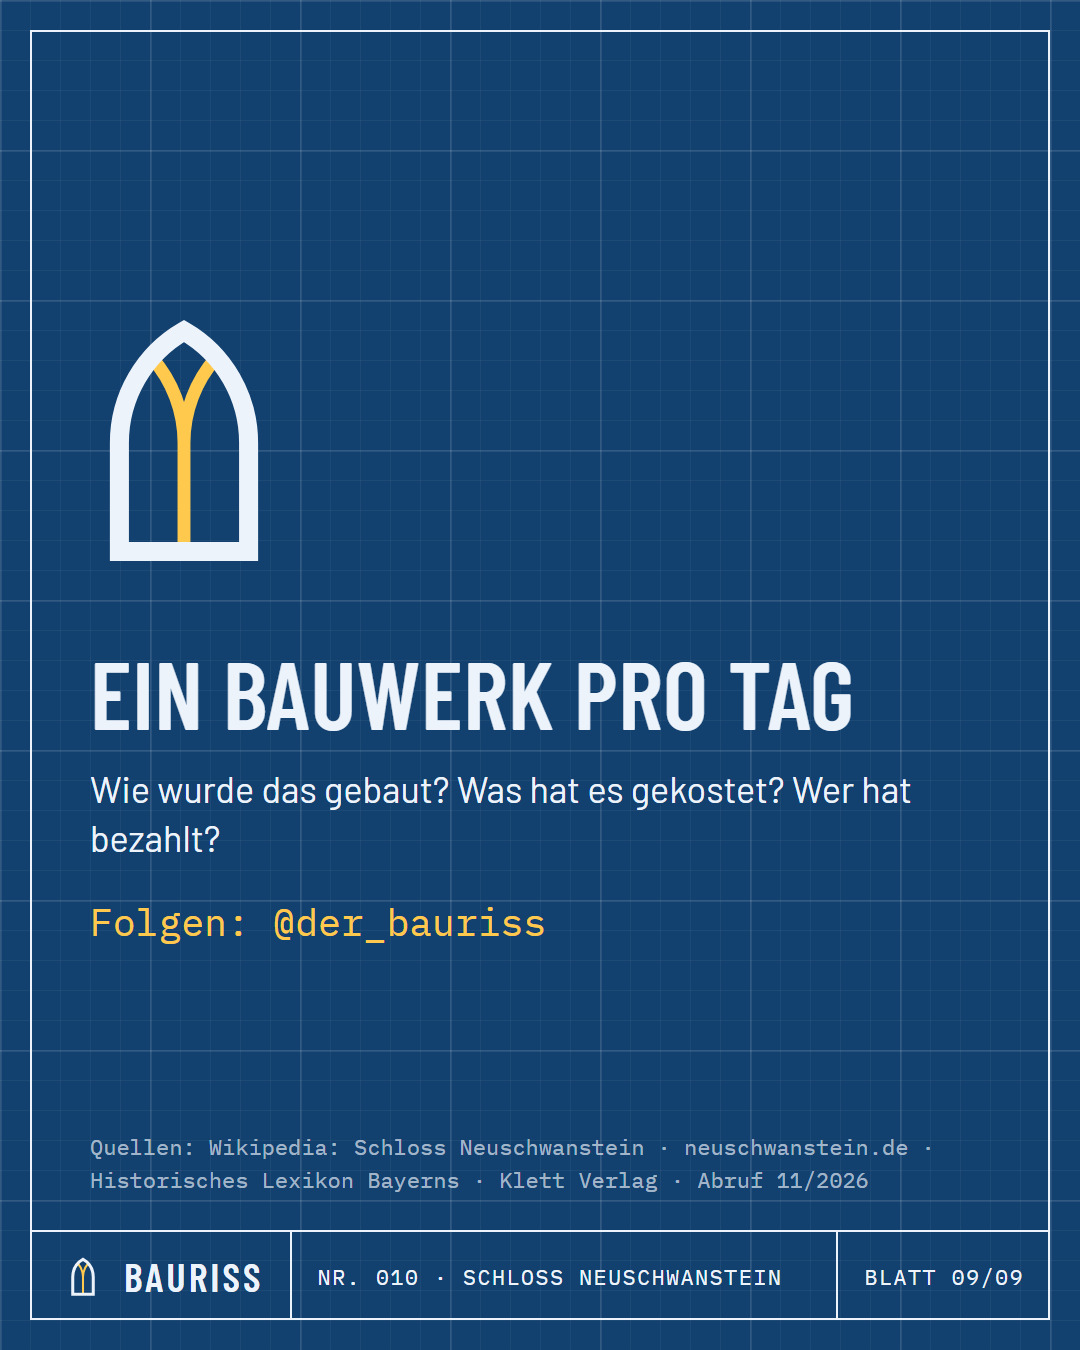 EIN BAUWERK PRO TAG
Wie wurde das gebaut? Was hat es gekostet? Wer hat
bezahlt?
Folgen: @der_bauriss
Quellen: Wikipedia: Schloss Neuschwanstein · neuschwanstein.de ·
Historisches Lexikon Bayerns · Klett Verlag · Abruf 11/2026
BAURISS
NR. 010 · SCHLOSS NEUSCHWANSTEIN
BLATT 09/09